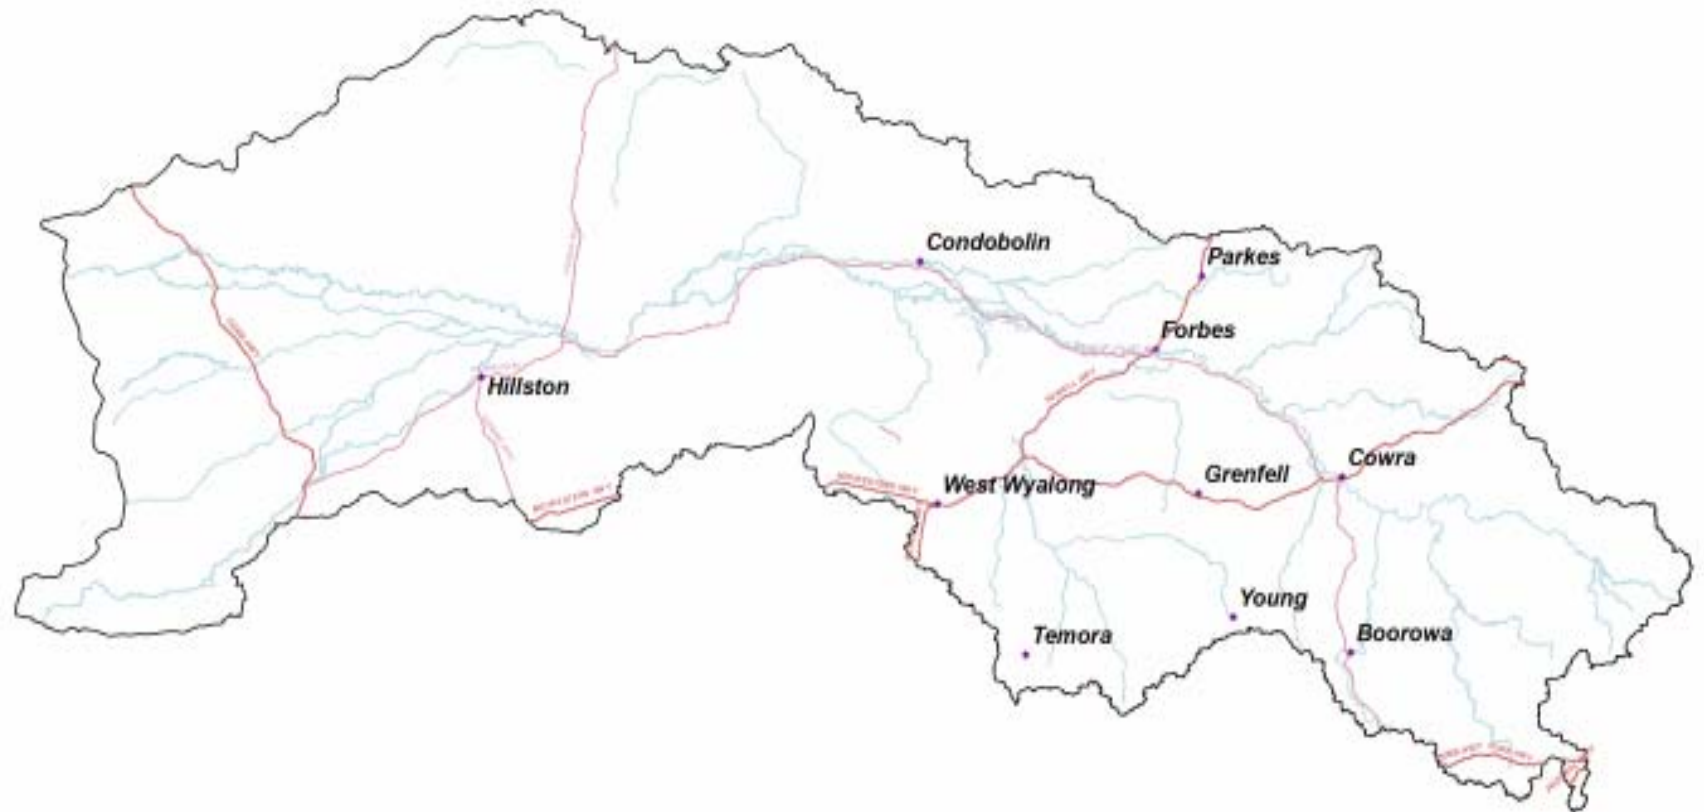 Condobolin
Parkes
Forbes
Hillston
Cowra
Grenfell
West Wyalong
Young
Temora
Boorowa